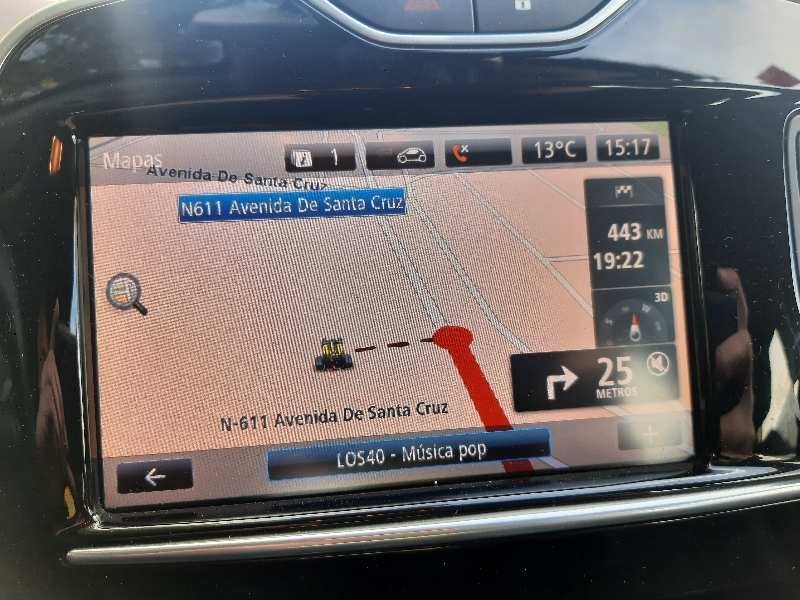 Mapas
1
13°C
15:17
Avenida De Santa Cruz
N611 Avenida De Santa Cruz
443 KM
19:22
3D
25
METROS
N-611 Avenida De Santa Cruz
LOS40 - Música pop
+